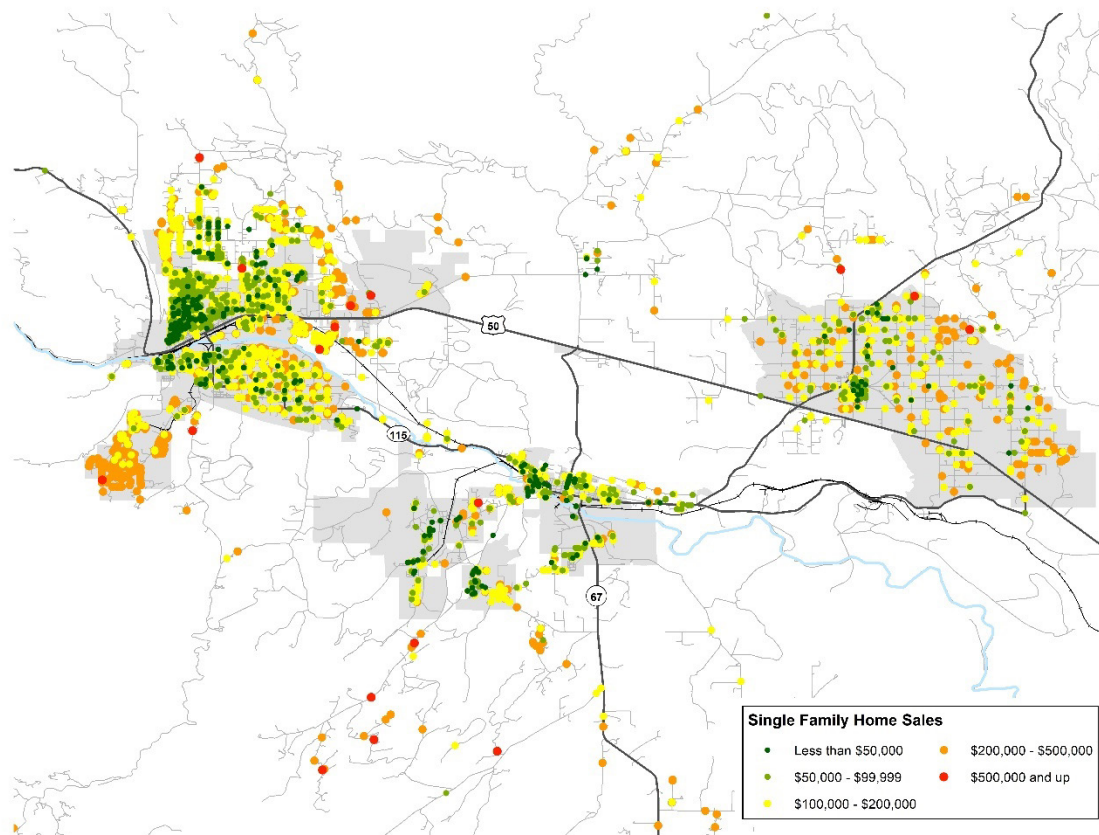 50
115
67
Single Family Home Sales
Less than $50,000
$200,000 - $500,000
$50,000 - $99,999
$500,000 and up
$100,000 - $200,000